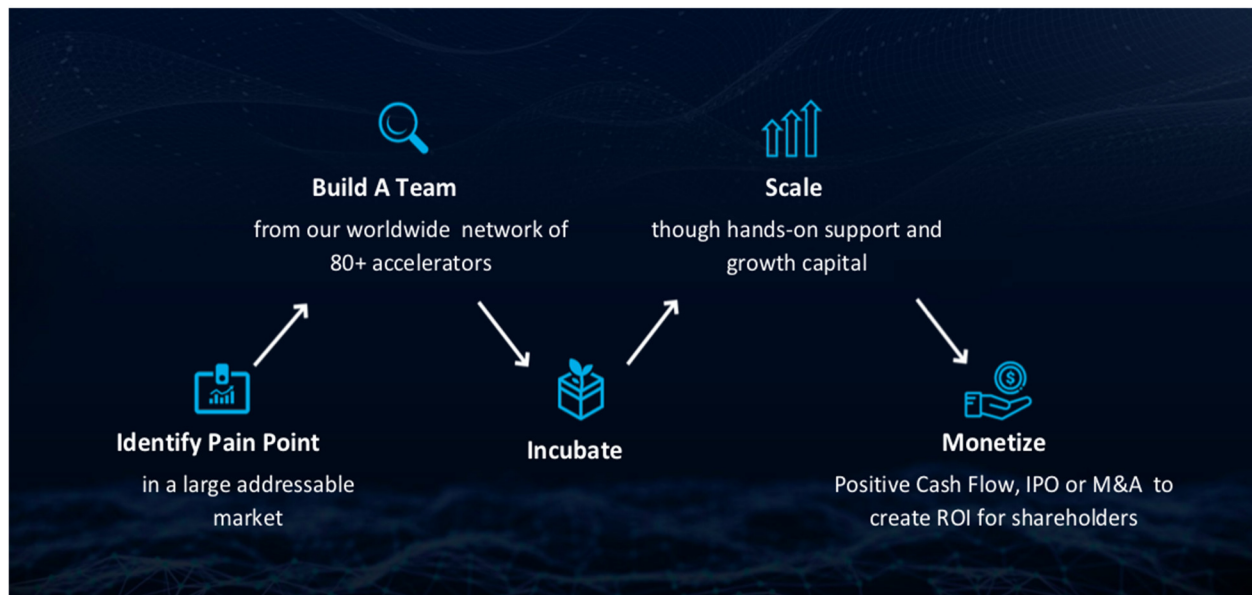 Identify Pain Point
in a large addressable
market
Build A Team
from our worldwide network of
80+ accelerators
Incubate
Scale
though hands-on support and
growth capital
Monetize
Positive Cash Flow, IPO or M&A to
create ROI for shareholders